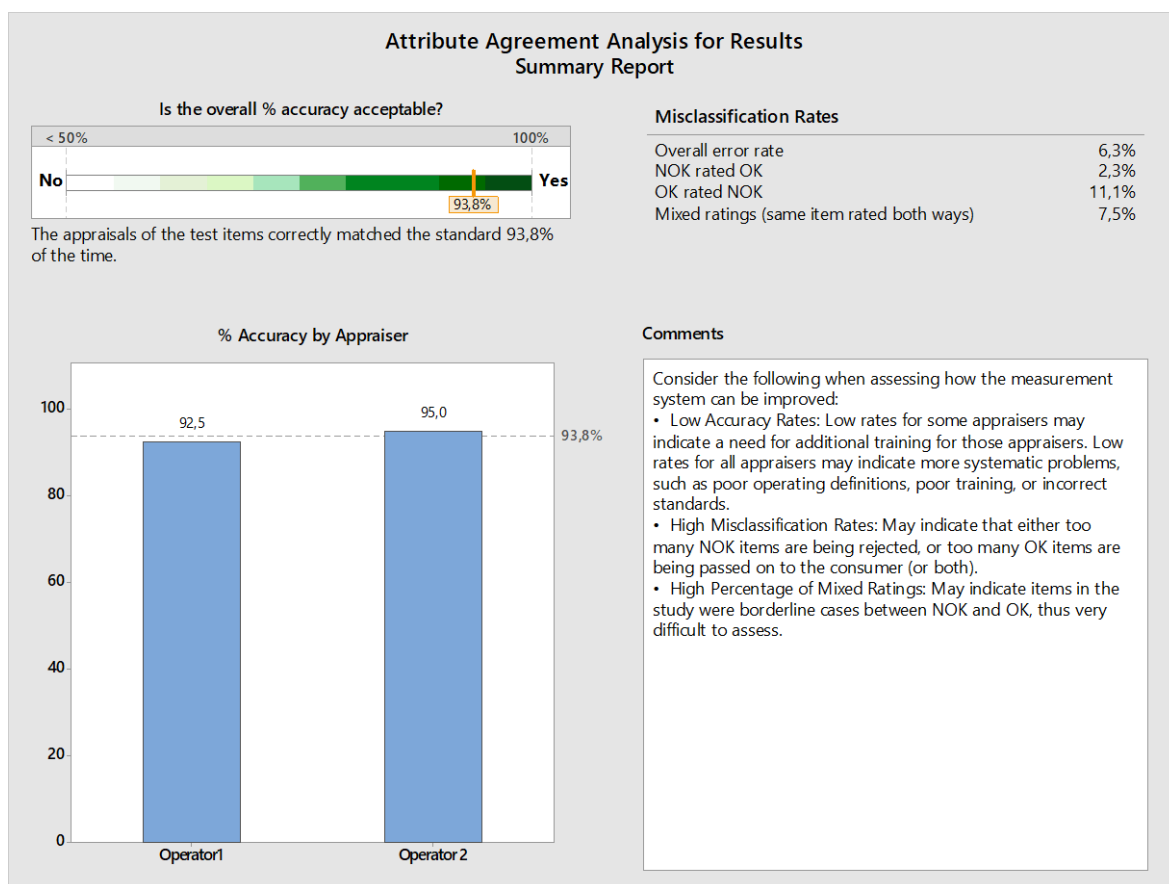 Attribute Agreement Analysis for Results
Summary Report
Is the overall % accuracy acceptable?
< 50%
100%
No
Yes
93,8%
The appraisals of the test items correctly matched the standard 93,8%
of the time.
Misclassification Rates
Overall error rate 6,3%
NOK rated OK 2,3%
OK rated NOK 11,1%
Mixed ratings (same item rated both ways) 7,5%
% Accuracy by Appraiser
100
80
60
40
20
0
92,5
95,0
93,8%
Operator1
Operator 2
Comments
Consider the following when assessing how the measurement
system can be improved:
• Low Accuracy Rates: Low rates for some appraisers may
indicate a need for additional training for those appraisers. Low
rates for all appraisers may indicate more systematic problems,
such as poor operating definitions, poor training, or incorrect
standards.
• High Misclassification Rates: May indicate that either too
many NOK items are being rejected, or too many OK items are
being passed on to the consumer (or both).
• High Percentage of Mixed Ratings: May indicate items in the
study were borderline cases between NOK and OK, thus very
difficult to assess.